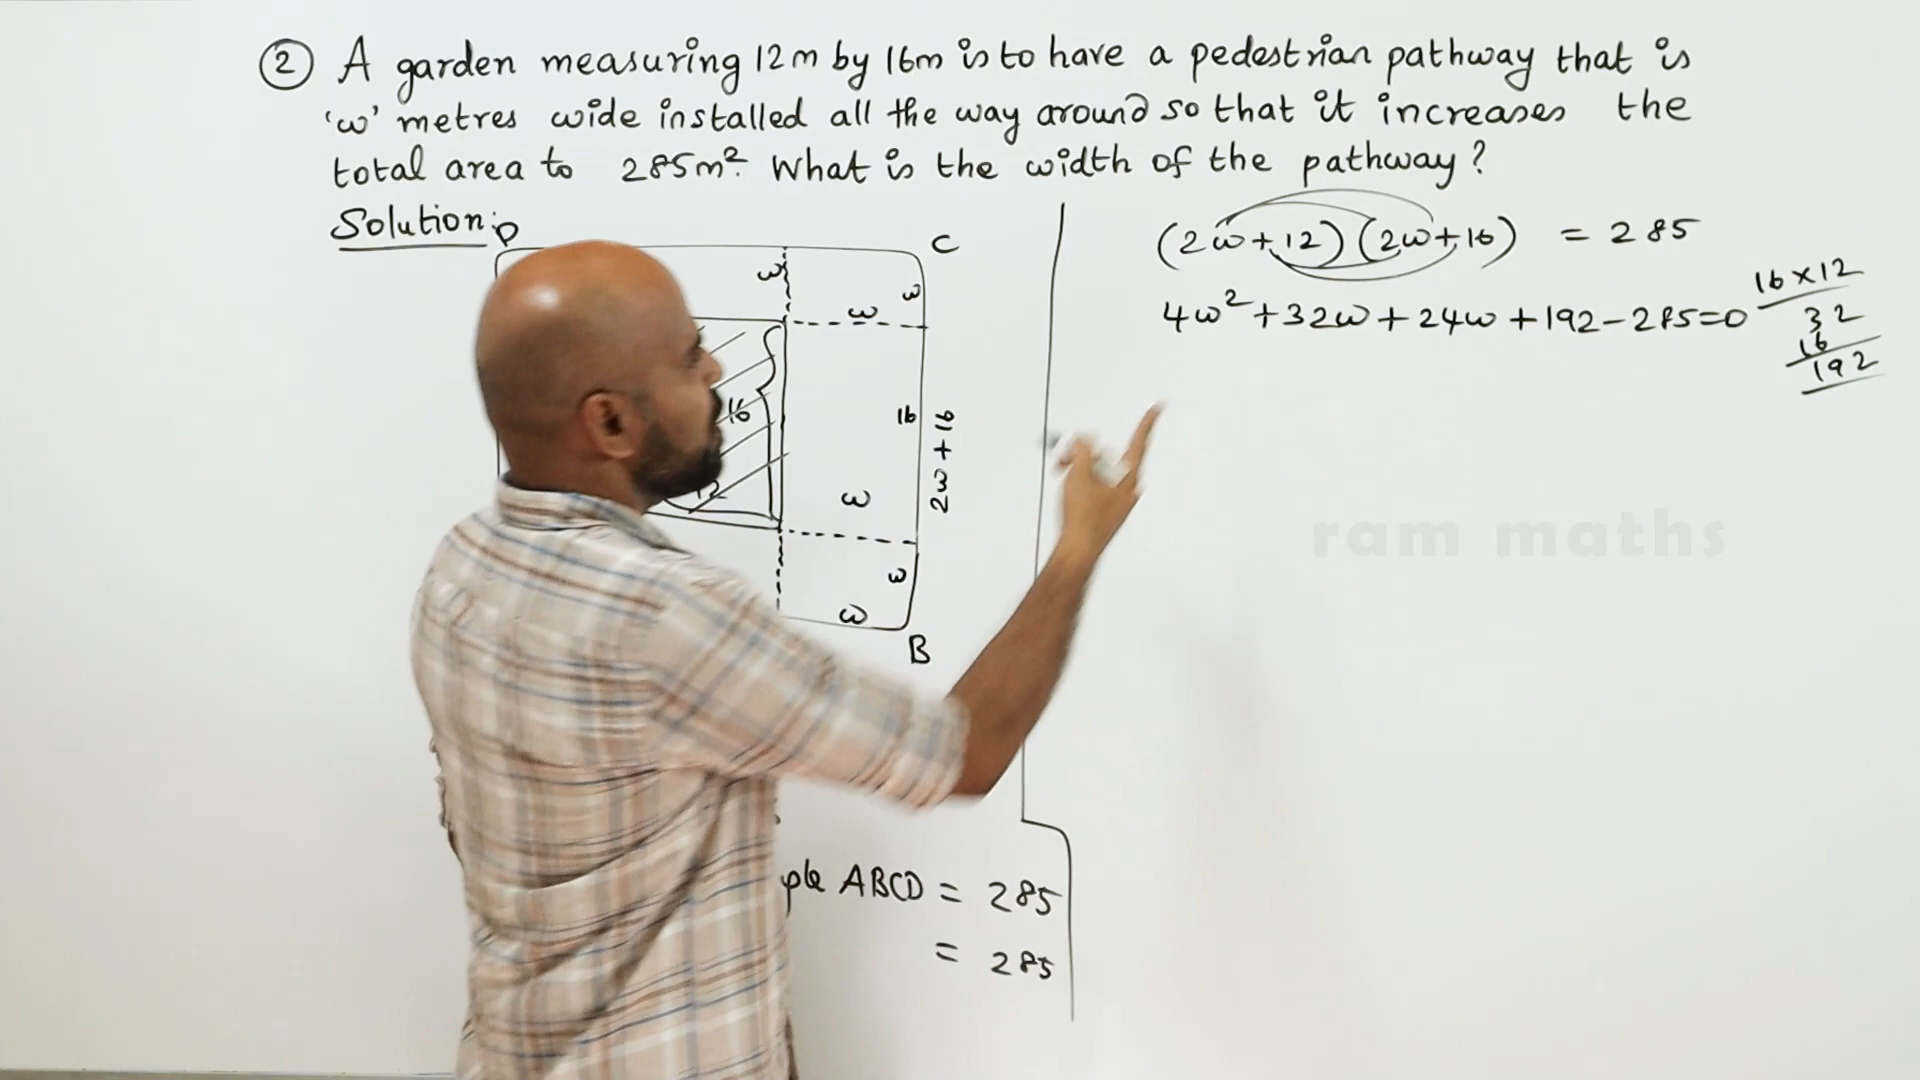 ② A garden measuring 12m by 16m is to have a pedestrian pathway that is
'w' metres wide installed all the way around so that it increases the
total area to 285m². What is the width of the pathway?
Solution:
D
C
w
w
w
16
12
16
2w+16
w
w
w
B
ple ABCD = 285
= 285
(2w+12)(2w+16) = 285
4w²+32w+24w+192-285=0
16×12
32
16
192
ram maths